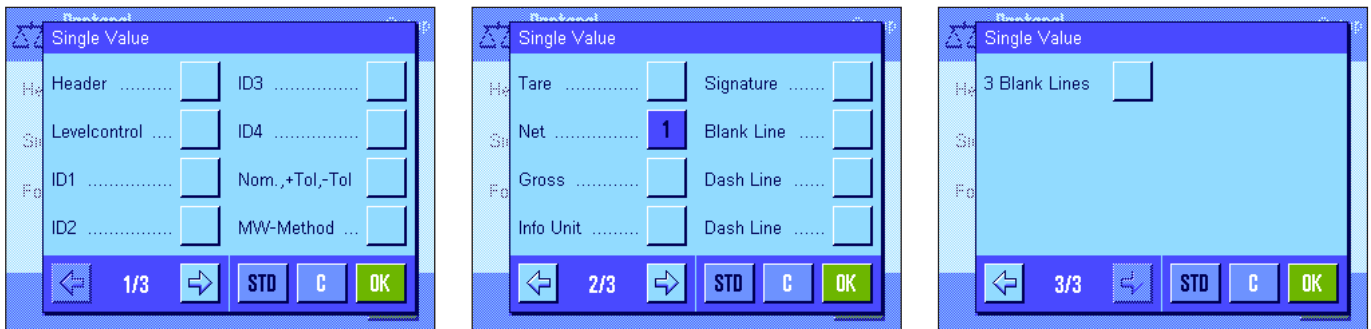 Single Value
Header .......... ID3 ................
Levelcontrol .... ID4 ................
ID1 ................ Nom.,+Tol,-Tol
ID2 ................ MW-Method ...
1/3 STD C OK
Single Value
Tare .............. Signature .......
Net ................ 1 Blank Line .....
Gross ............ Dash Line ......
Info Unit ......... Dash Line ......
2/3 STD C OK
Single Value
3 Blank Lines
3/3 STD C OK